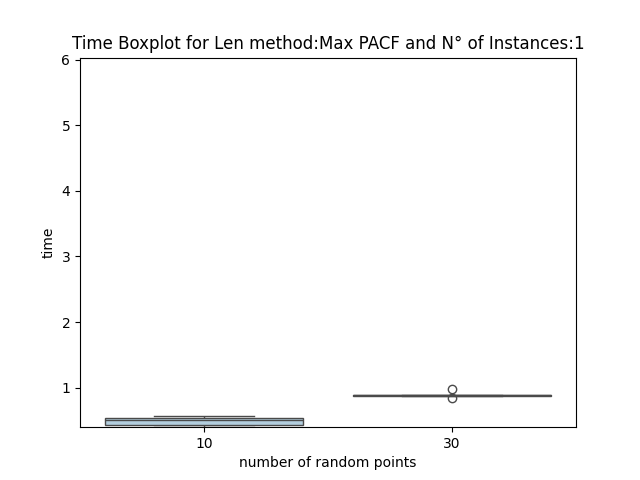 Time Boxplot for Len method:Max PACF and N° of Instances:1
6
5
4
3
2
1
time
10
30
number of random points